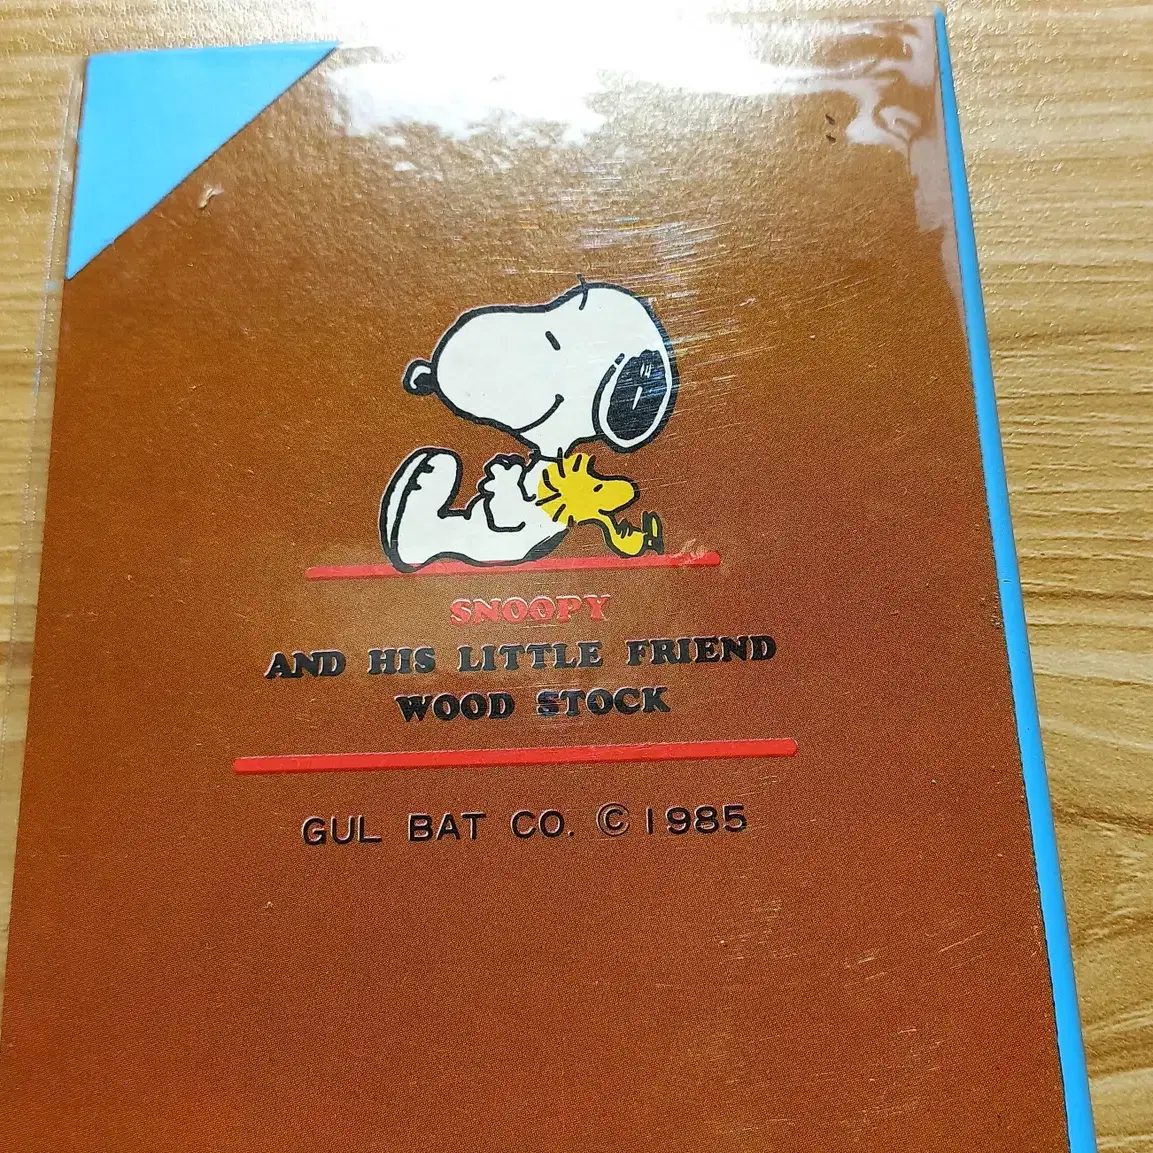 SNOOPY
AND HIS LITTLE FRIEND
WOOD STOCK
GUL BAT CO. © 1985